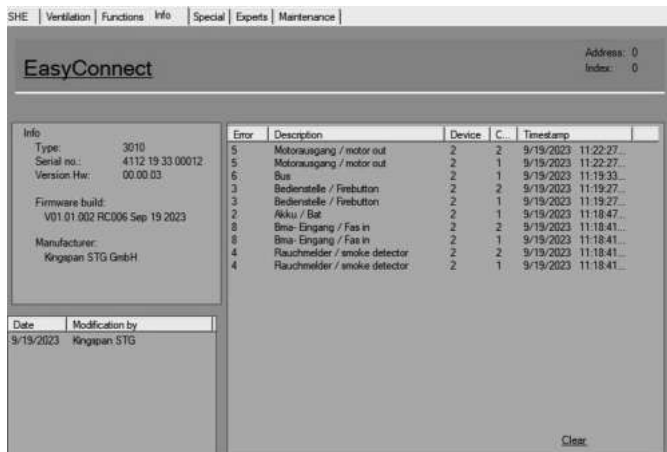 SHE Ventilation Functions Info Special Experts Maintenance
EasyConnect
Address: 0
Index: 0
Info
Type: 3010
Serial no.: 4112 19 33 00012
Version Hw: 00.00.03
Firmware build:
V01.01.002 RC006 Sep 19 2023
Manufacturer:
Kingspan STG GmbH
Date Modification by
9/19/2023 Kingspan STG
Error Description Device C... Timestamp
5 Motorausgang / motor out 2 2 9/19/2023 11:22:27...
5 Motorausgang / motor out 2 1 9/19/2023 11:22:27...
6 Bus 2 1 9/19/2023 11:19:33...
3 Bedienstelle / Firebutton 2 2 9/19/2023 11:19:27...
3 Bedienstelle / Firebutton 2 1 9/19/2023 11:19:27...
2 Akku / Bat 2 1 9/19/2023 11:18:47...
8 Bma- Eingang / Fas in 2 2 9/19/2023 11:18:41...
8 Bma- Eingang / Fas in 2 1 9/19/2023 11:18:41...
4 Rauchmelder / smoke detector 2 2 9/19/2023 11:18:41...
4 Rauchmelder / smoke detector 2 1 9/19/2023 11:18:41...
Clear